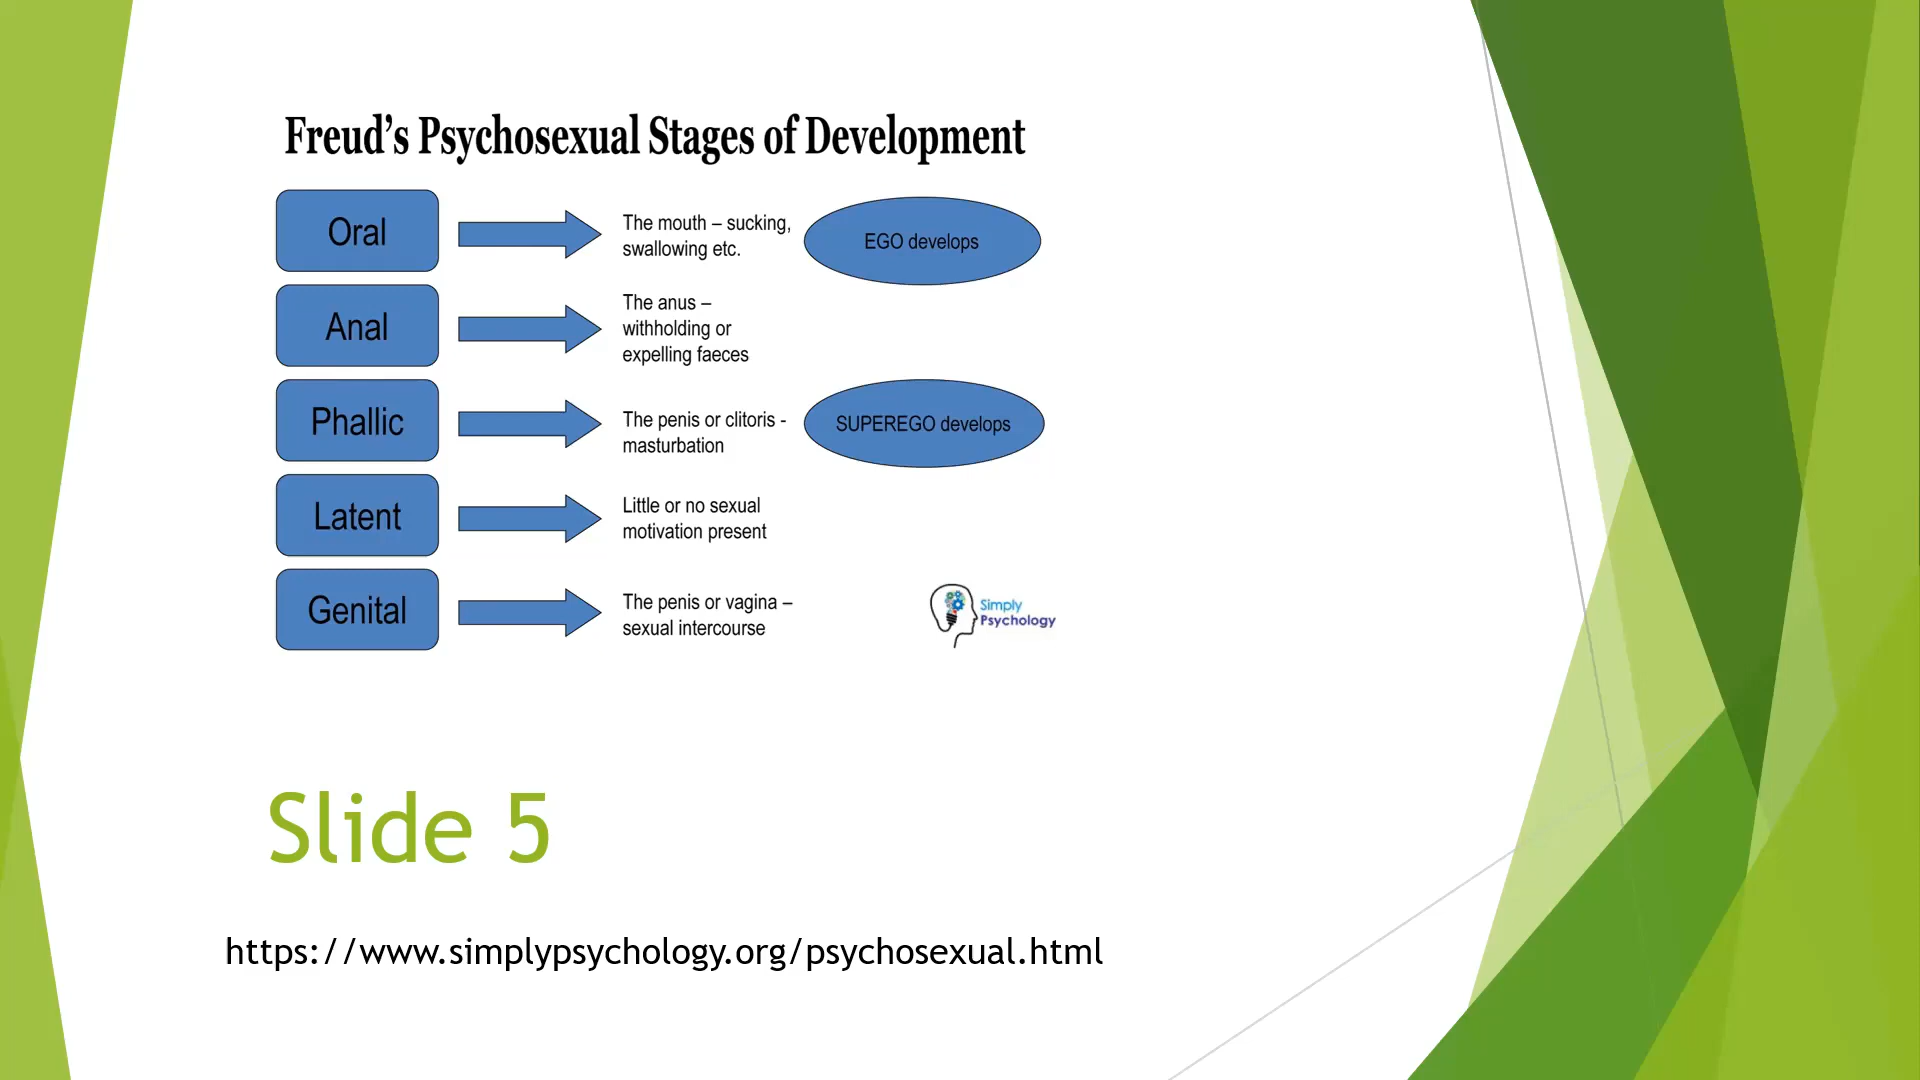 Freud's Psychosexual Stages of Development
Oral
The mouth – sucking,
swallowing etc.
EGO develops
Anal
The anus –
withholding or
expelling faeces
Phallic
The penis or clitoris -
masturbation
SUPEREGO develops
Latent
Little or no sexual
motivation present
Genital
The penis or vagina –
sexual intercourse
Simply
Psychology
Slide 5
https://www.simplypsychology.org/psychosexual.html